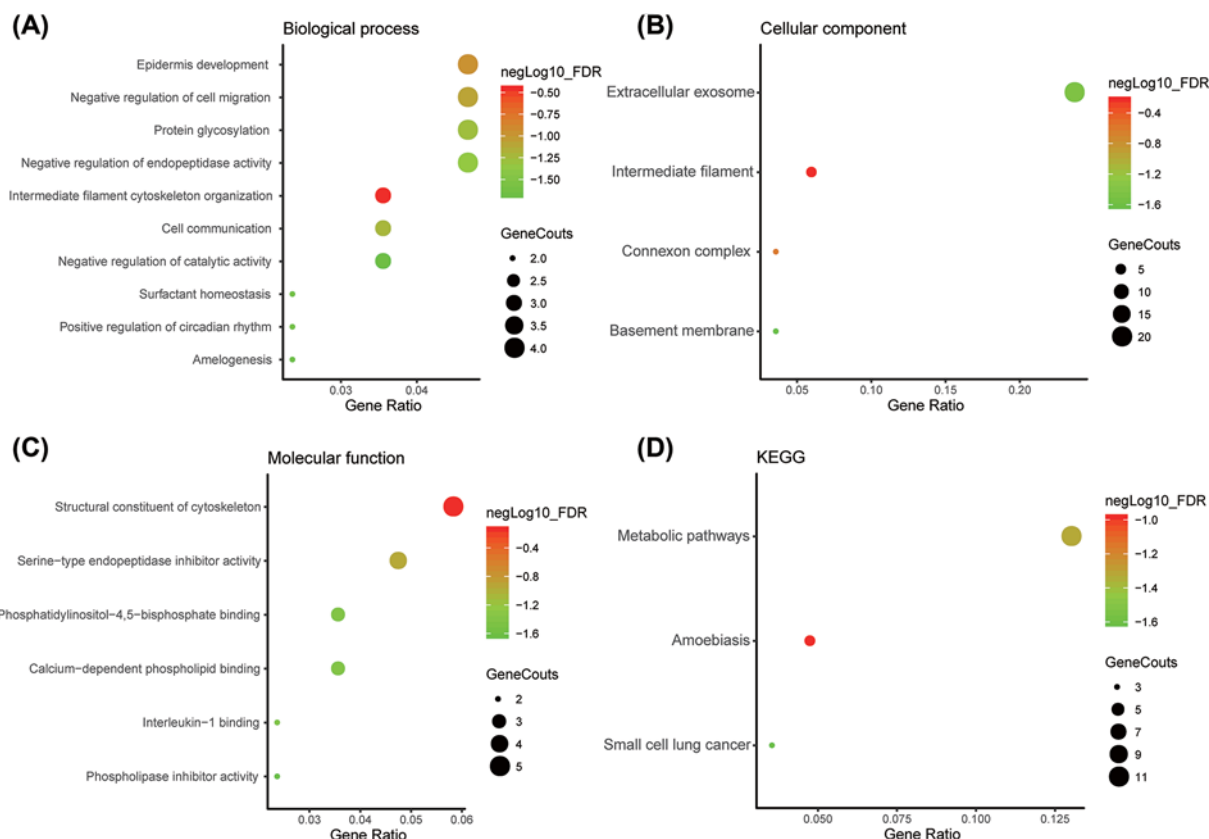 (A)
Biological process
Epidermis development
Negative regulation of cell migration
Protein glycosylation
Negative regulation of endopeptidase activity
Intermediate filament cytoskeleton organization
Cell communication
Negative regulation of catalytic activity
Surfactant homeostasis
Positive regulation of circadian rhythm
Amelogenesis
0.03 0.04
Gene Ratio
negLog10_FDR
−0.50
−0.75
−1.00
−1.25
−1.50
GeneCouts
2.0
2.5
3.0
3.5
4.0
(B)
Cellular component
Extracellular exosome
Intermediate filament
Connexon complex
Basement membrane
0.05 0.10 0.15 0.20
Gene Ratio
negLog10_FDR
−0.4
−0.8
−1.2
−1.6
GeneCouts
5
10
15
20
(C)
Molecular function
Structural constituent of cytoskeleton
Serine−type endopeptidase inhibitor activity
Phosphatidylinositol−4,5−bisphosphate binding
Calcium−dependent phospholipid binding
Interleukin−1 binding
Phospholipase inhibitor activity
0.03 0.04 0.05 0.06
Gene Ratio
negLog10_FDR
−0.4
−0.8
−1.2
−1.6
GeneCouts
2
3
4
5
(D)
KEGG
Metabolic pathways
Amoebiasis
Small cell lung cancer
0.050 0.075 0.100 0.125
Gene Ratio
negLog10_FDR
−1.0
−1.2
−1.4
−1.6
GeneCouts
3
5
7
9
11